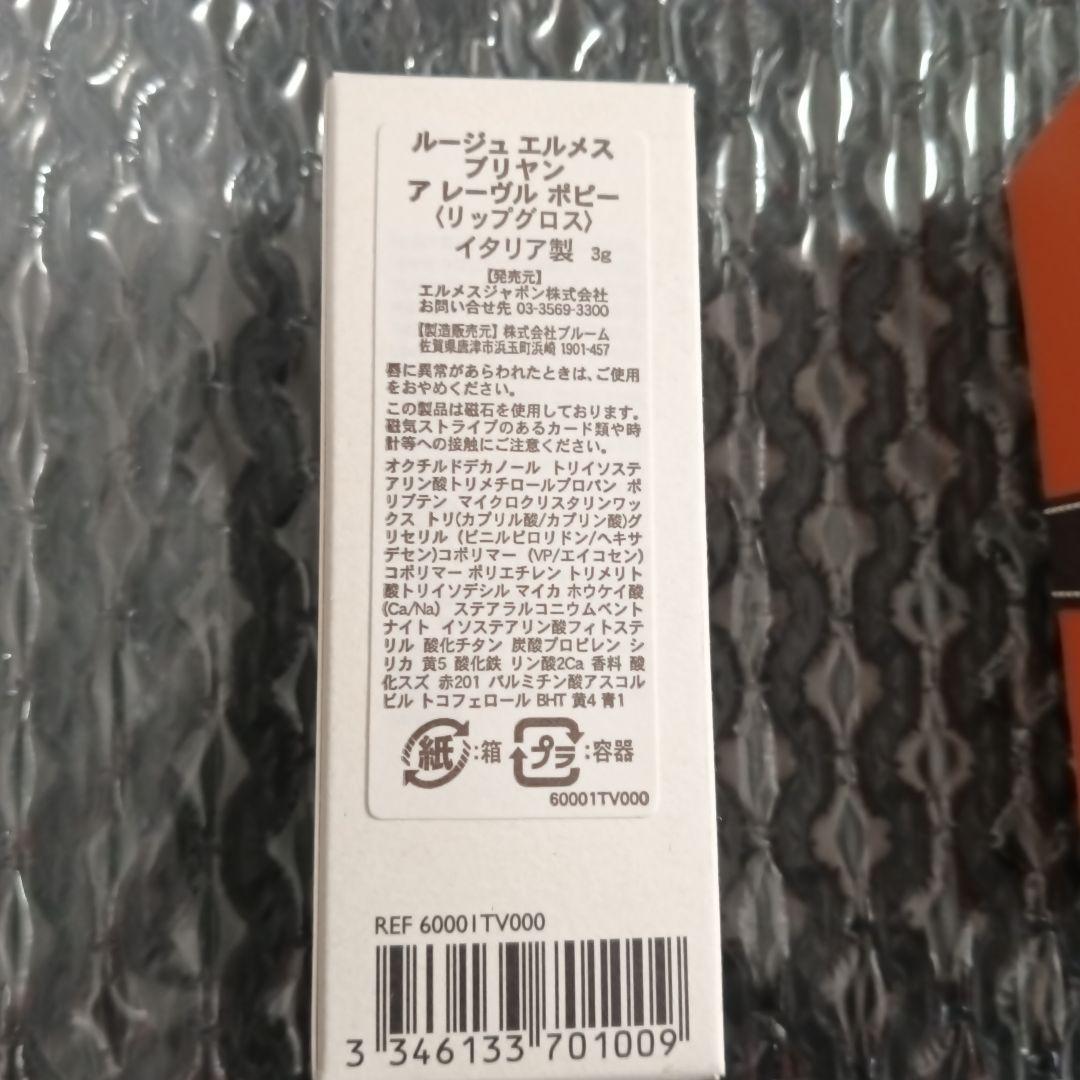 ルージュ エルメス
ブリヤン
ア レーヴル ポピー
〈リップグロス〉
イタリア製 3g
【発売元】
エルメスジャポン株式会社
お問い合せ先 03-3569-3300
【製造販売元】株式会社ブルーム
佐賀県唐津市浜玉町浜崎 1901-457
唇に異常があらわれたときは、ご使用
をおやめください。
この製品は磁石を使用しております。
磁気ストライプのあるカード類や時
計等への接触にご注意ください。
オクチルドデカノール トリイソステ
アリン酸トリメチロールプロパン ポ
リブテン マイクロクリスタリンワッ
クス トリ(カプリル酸/カプリン酸)グ
リセリル (ビニルピロリドン/ヘキサ
デセン)コポリマー (VP/エイコセン)
コポリマー ポリエチレン トリメリト
酸トリイソデシル マイカ ホウケイ酸
(Ca/Na) ステアラルコニウムベント
ナイト イソステアリン酸フィトステ
リル 酸化チタン 炭酸プロピレン シ
リカ 黄5 酸化鉄 リン酸2Ca 香料 酸
化スズ 赤201 パルミチン酸アスコル
ビル トコフェロール BHT 黄4 青1
紙:箱 プラ:容器
60001TV000
REF 60001TV000
3 346133 701009